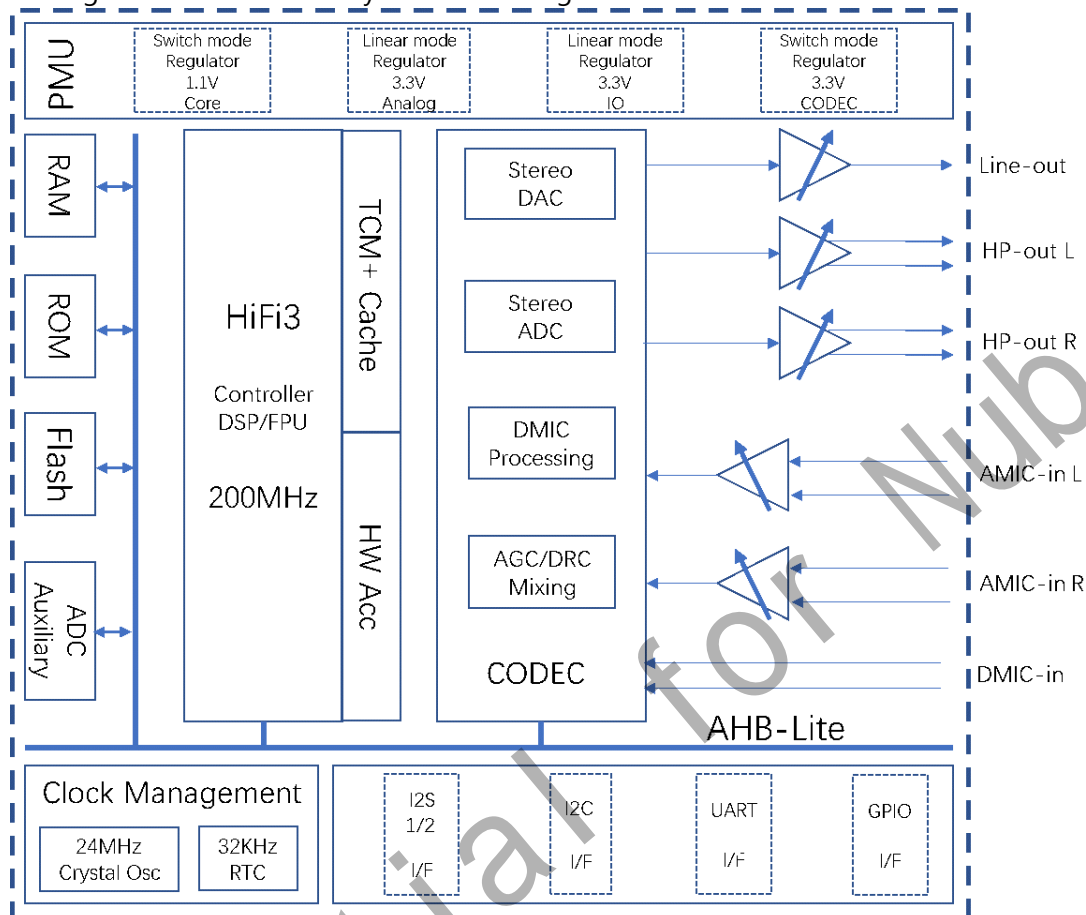 PMU
Switch mode
Regulator
1.1V
Core
Linear mode
Regulator
3.3V
Analog
Linear mode
Regulator
3.3V
IO
Switch mode
Regulator
3.3V
CODEC
RAM
ROM
Flash
ADC
Auxiliary
HiFi3
Controller
DSP/FPU
200MHz
TCM+ Cache
HW Acc
Stereo
DAC
Stereo
ADC
DMIC
Processing
AGC/DRC
Mixing
CODEC
Line-out
HP-out L
HP-out R
AMIC-in L
AMIC-in R
DMIC-in
AHB-Lite
Clock Management
24MHz
Crystal Osc
32KHz
RTC
I2S
1/2
I/F
I2C
I/F
UART
I/F
GPIO
I/F
ial for Nub